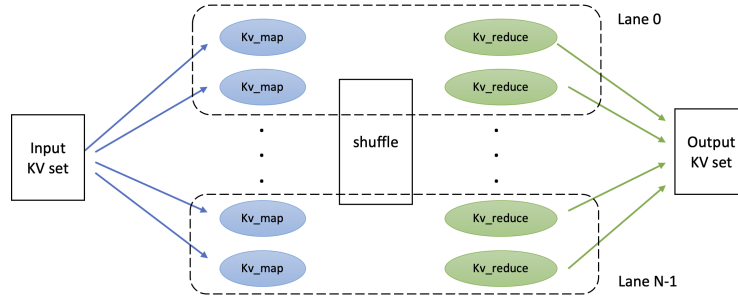 Lane 0
Kv_map
Kv_reduce
Kv_map
Kv_reduce
Input
KV set
shuffle
Output
KV set
Kv_map
Kv_reduce
Kv_map
Kv_reduce
Lane N-1